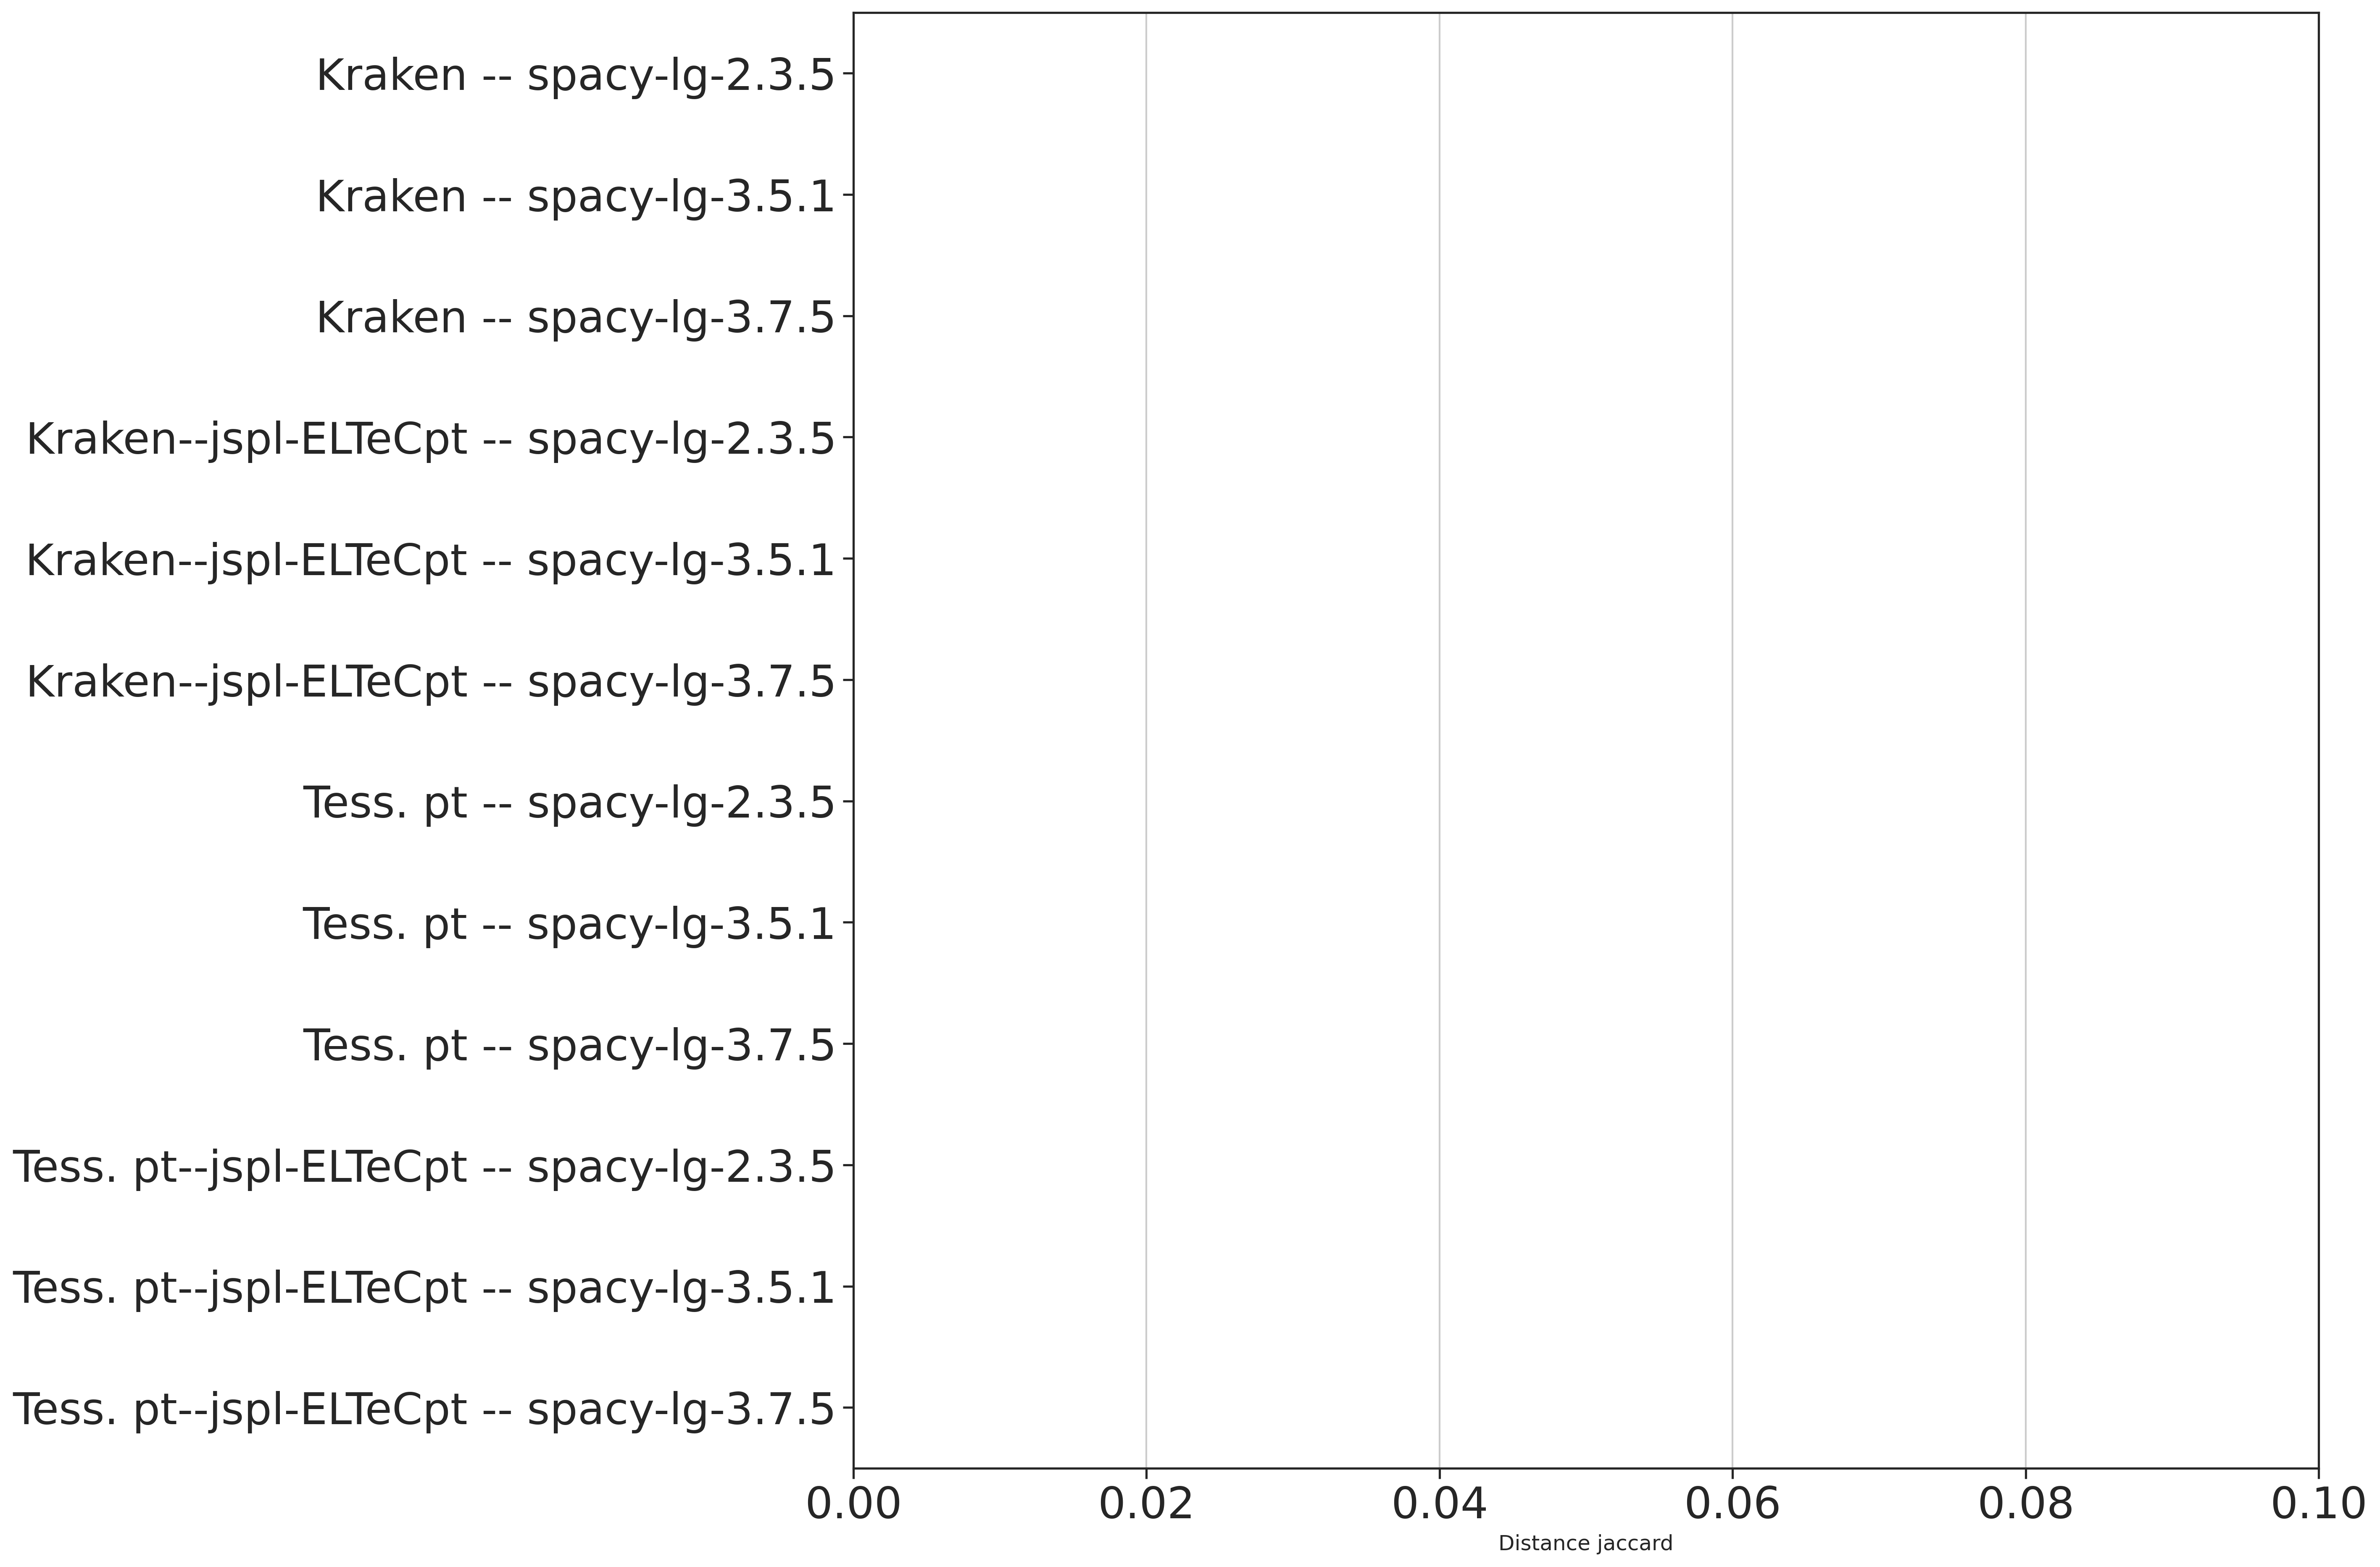 Kraken -- spacy-lg-2.3.5
Kraken -- spacy-lg-3.5.1
Kraken -- spacy-lg-3.7.5
Kraken--jspl-ELTeCpt -- spacy-lg-2.3.5
Kraken--jspl-ELTeCpt -- spacy-lg-3.5.1
Kraken--jspl-ELTeCpt -- spacy-lg-3.7.5
Tess. pt -- spacy-lg-2.3.5
Tess. pt -- spacy-lg-3.5.1
Tess. pt -- spacy-lg-3.7.5
Tess. pt--jspl-ELTeCpt -- spacy-lg-2.3.5
Tess. pt--jspl-ELTeCpt -- spacy-lg-3.5.1
Tess. pt--jspl-ELTeCpt -- spacy-lg-3.7.5
0.00 0.02 0.04 0.06 0.08 0.10
Distance jaccard